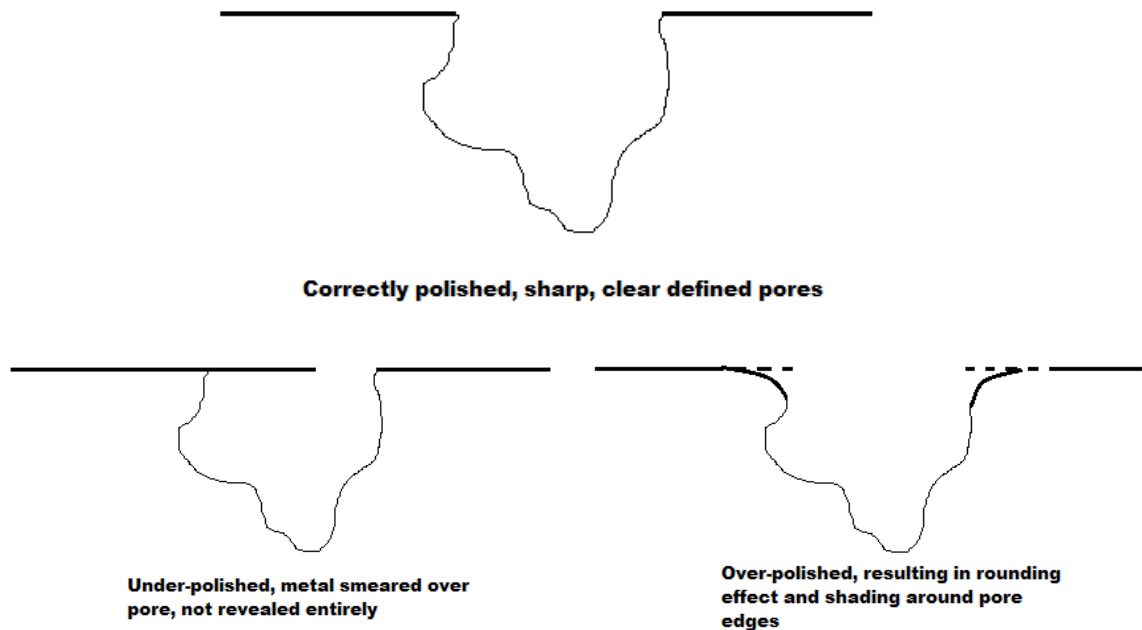 Correctly polished, sharp, clear defined pores
Under-polished, metal smeared over
pore, not revealed entirely
Over-polished, resulting in rounding
effect and shading around pore
edges